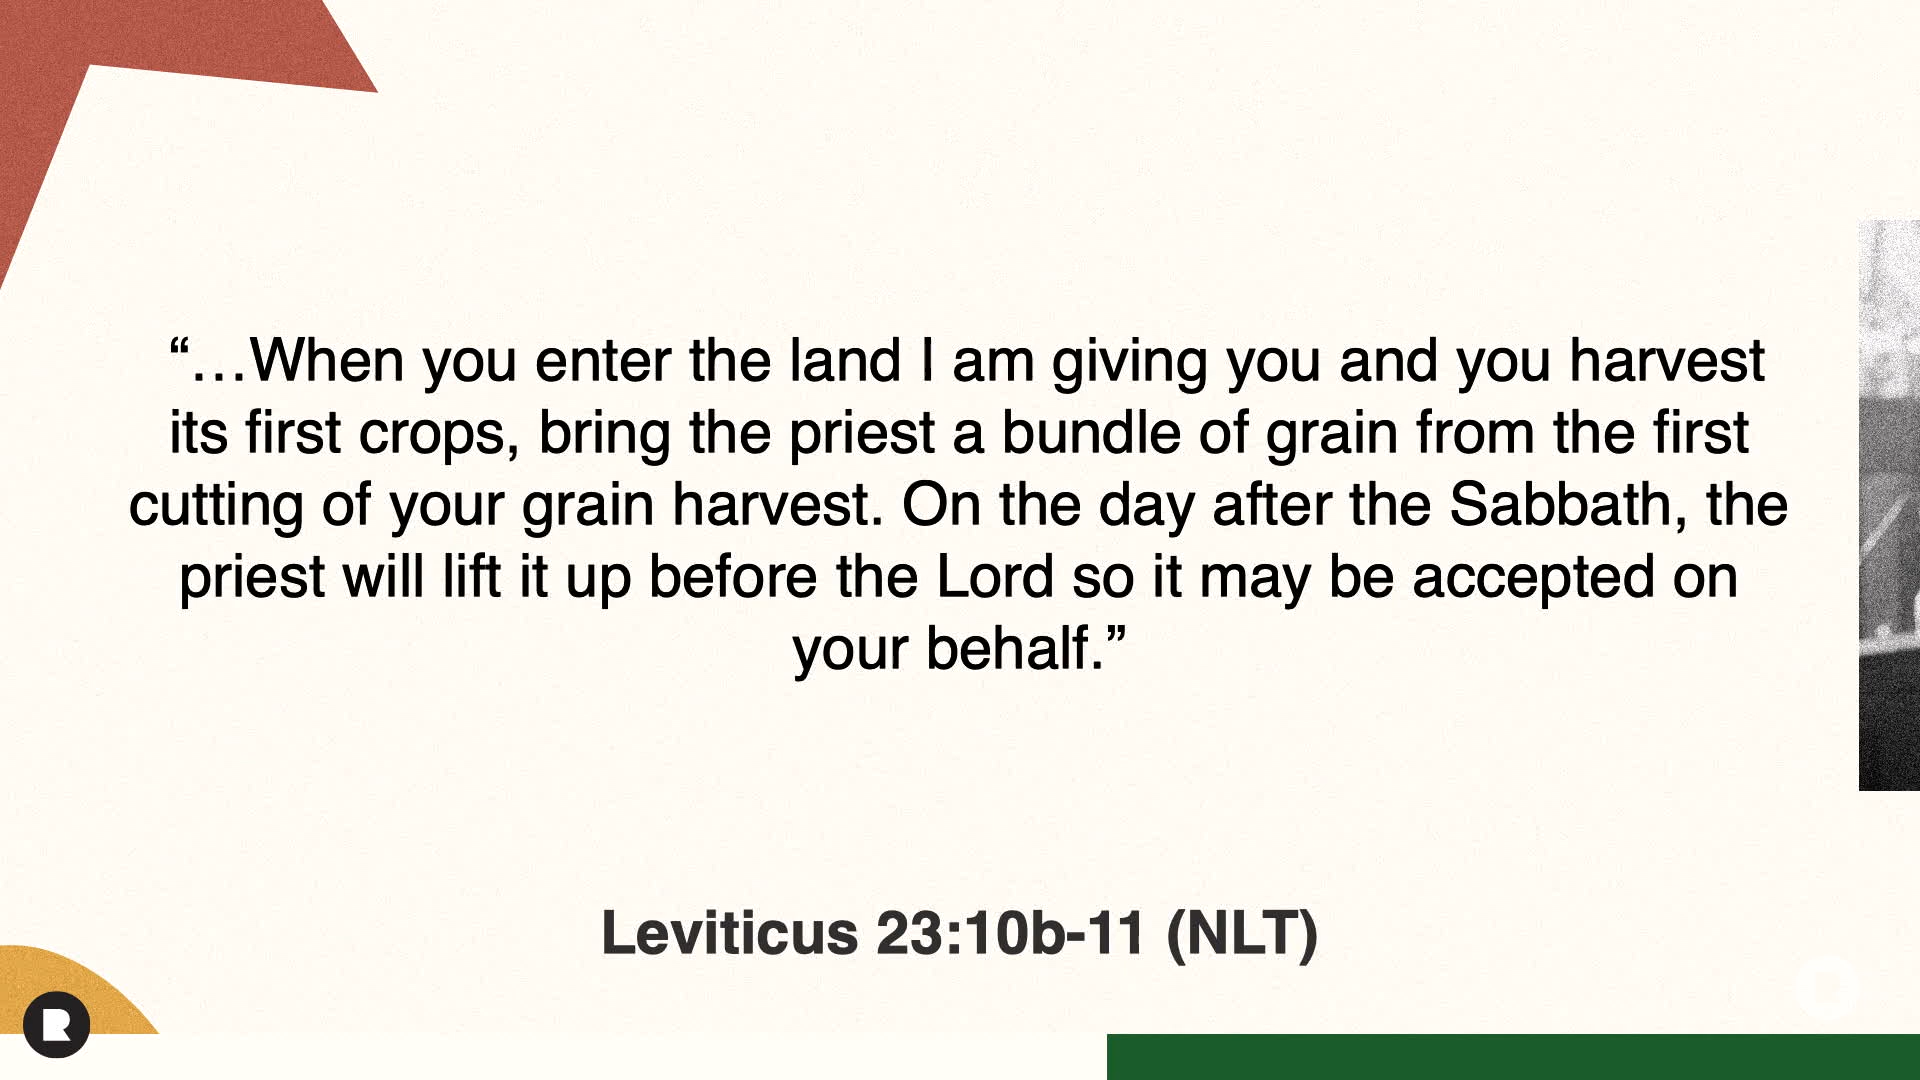 “…When you enter the land I am giving you and you harvest
its first crops, bring the priest a bundle of grain from the first
cutting of your grain harvest. On the day after the Sabbath, the
priest will lift it up before the Lord so it may be accepted on
your behalf.”
Leviticus 23:10b-11 (NLT)
R